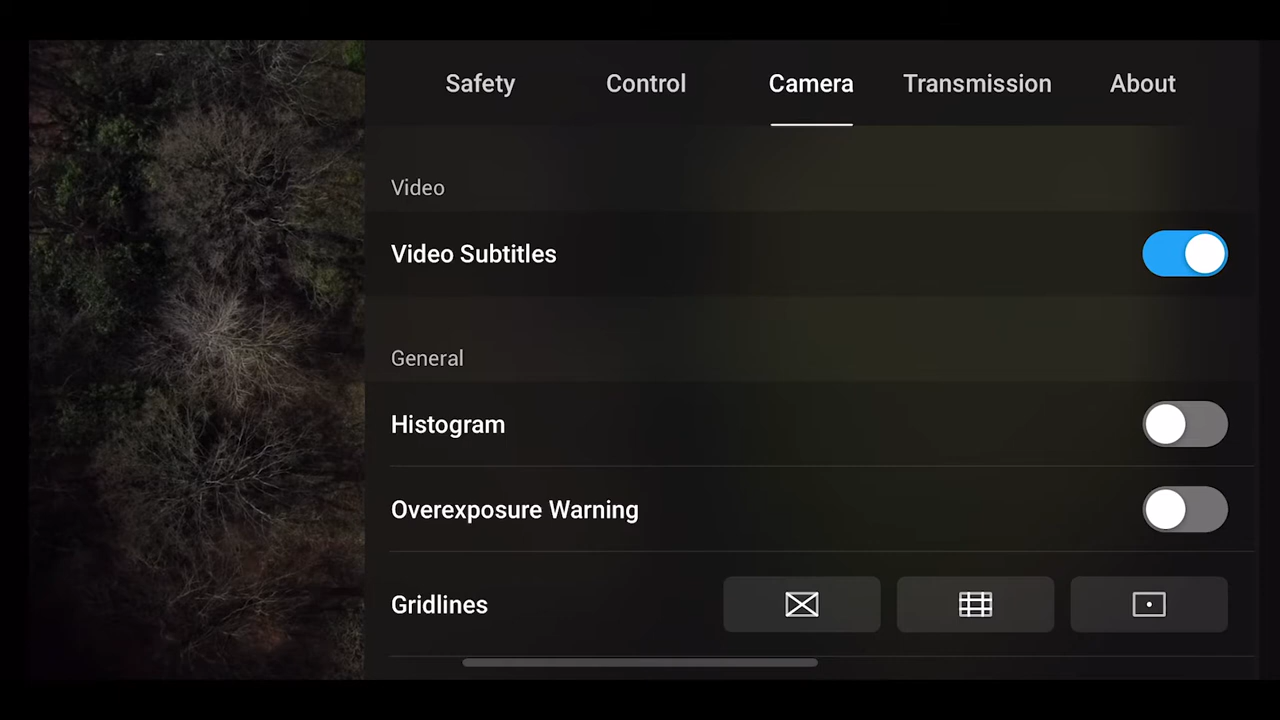 Safety Control Camera Transmission About
Video
Video Subtitles
General
Histogram
Overexposure Warning
Gridlines